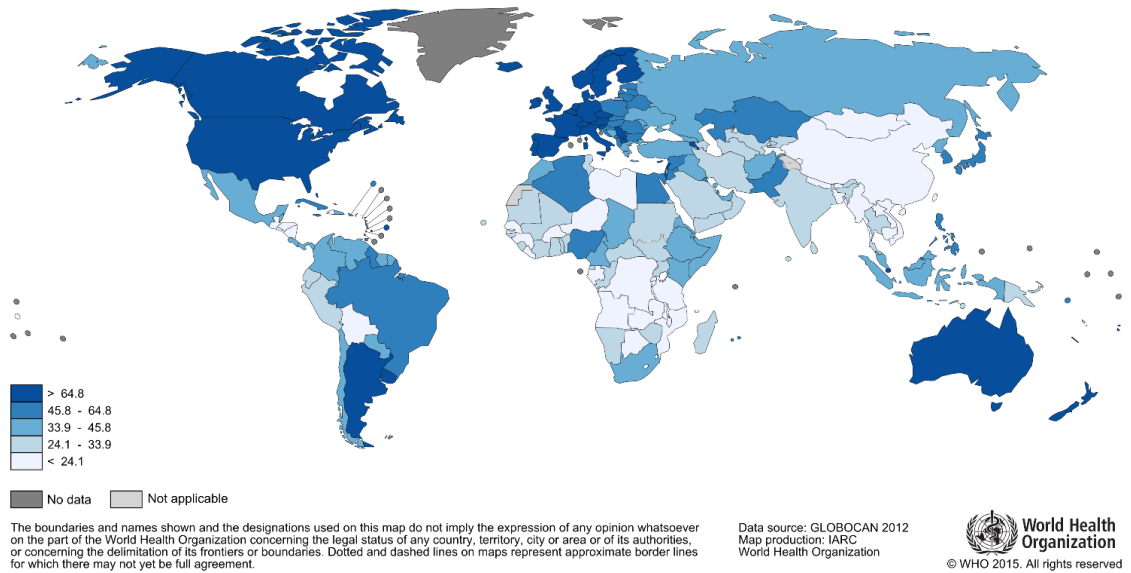 > 64.8
45.8 - 64.8
33.9 - 45.8
24.1 - 33.9
< 24.1
No data
Not applicable
The boundaries and names shown and the designations used on this map do not imply the expression of any opinion whatsoever
on the part of the World Health Organization concerning the legal status of any country, territory, city or area or of its authorities,
or concerning the delimitation of its frontiers or boundaries. Dotted and dashed lines on maps represent approximate border lines
for which there may not yet be full agreement.
Data source: GLOBOCAN 2012
Map production: IARC
World Health Organization
World Health
Organization
© WHO 2015. All rights reserved